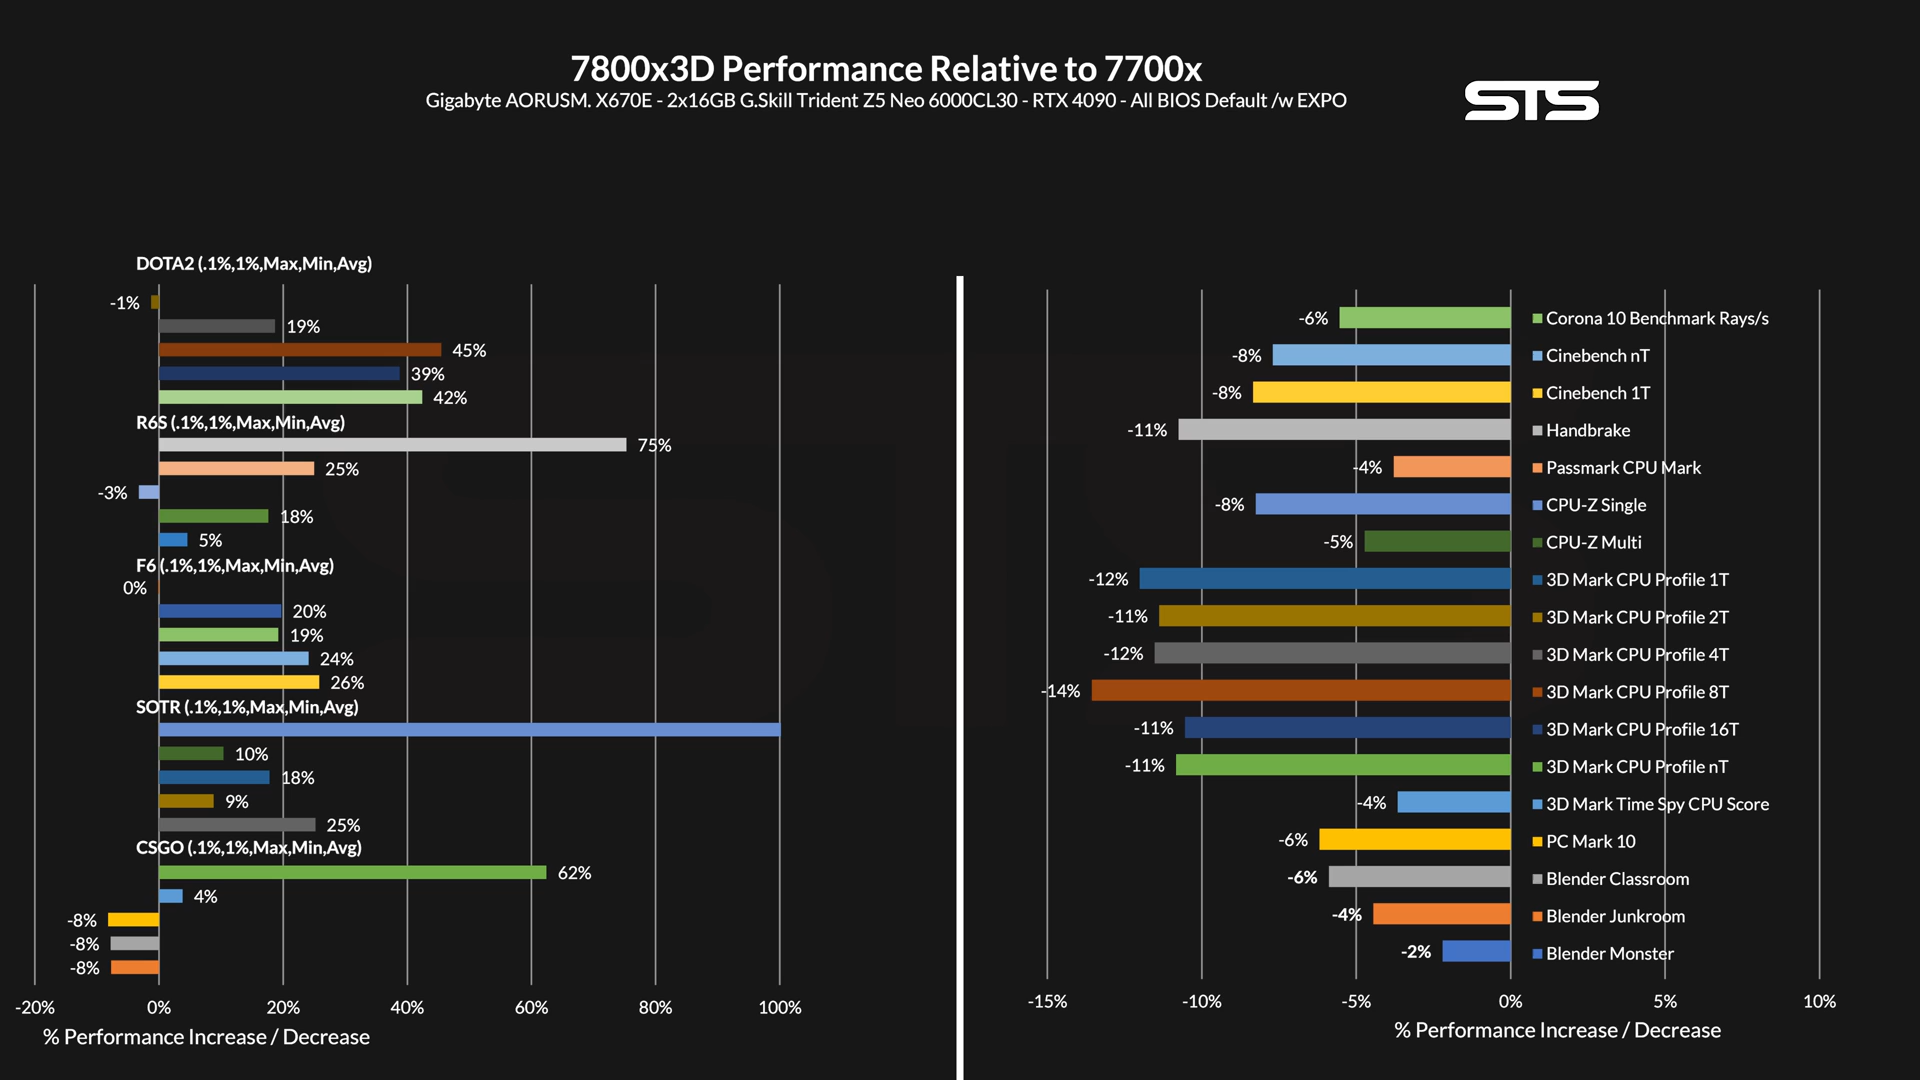 7800x3D Performance Relative to 7700x
Gigabyte AORUSM. X670E - 2x16GB G.Skill Trident Z5 Neo 6000CL30 - RTX 4090 - All BIOS Default /w EXPO
STS
DOTA2 (.1%,1%,Max,Min,Avg)
-1%
19%
45%
39%
42%
R6S (.1%,1%,Max,Min,Avg)
75%
25%
-3%
18%
5%
F6 (.1%,1%,Max,Min,Avg)
0%
20%
19%
24%
26%
SOTR (.1%,1%,Max,Min,Avg)
10%
18%
9%
25%
CSGO (.1%,1%,Max,Min,Avg)
62%
4%
-8%
-8%
-8%
-20% 0% 20% 40% 60% 80% 100%
% Performance Increase / Decrease
-6% Corona 10 Benchmark Rays/s
-8% Cinebench nT
-8% Cinebench 1T
-11% Handbrake
-4% Passmark CPU Mark
-8% CPU-Z Single
-5% CPU-Z Multi
-12% 3D Mark CPU Profile 1T
-11% 3D Mark CPU Profile 2T
-12% 3D Mark CPU Profile 4T
-14% 3D Mark CPU Profile 8T
-11% 3D Mark CPU Profile 16T
-11% 3D Mark CPU Profile nT
-4% 3D Mark Time Spy CPU Score
-6% PC Mark 10
-6% Blender Classroom
-4% Blender Junkroom
-2% Blender Monster
-15% -10% -5% 0% 5% 10%
% Performance Increase / Decrease